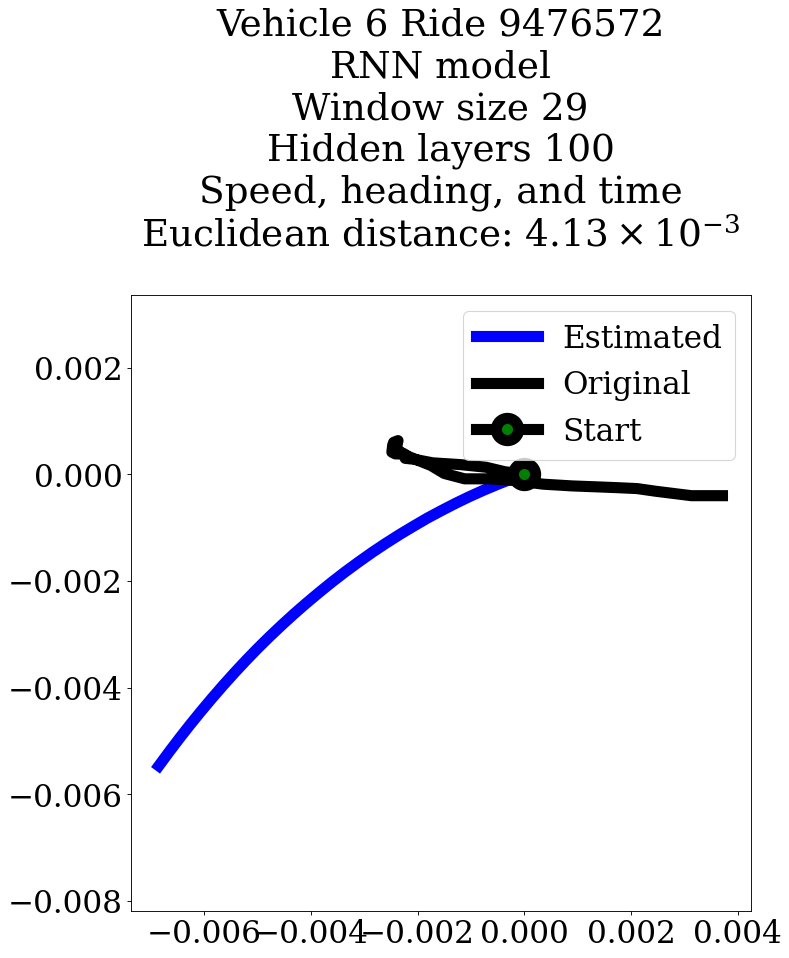 Vehicle 6 Ride 9476572
RNN model
Window size 29
Hidden layers 100
Speed, heading, and time
Euclidean distance: 4.13 × 10⁻³
Estimated
Original
Start
0.002
0.000
−0.002
−0.004
−0.006
−0.008
−0.006 −0.004 −0.002 0.000 0.002 0.004